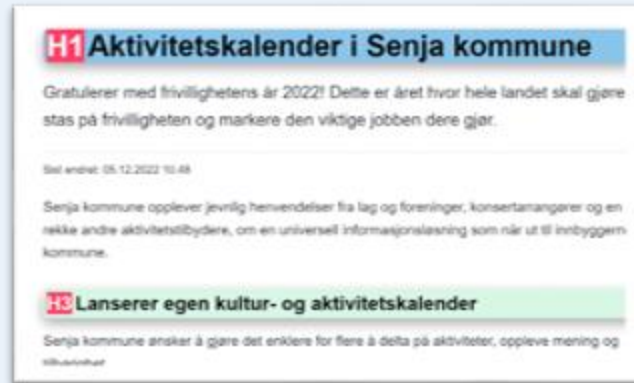 H1 Aktivitetskalender i Senja kommune
Gratulerer med frivillighetens år 2022! Dette er året hvor hele landet skal gjøre
stas på frivilligheten og markere den viktige jobben dere gjør.
Sist endret: 05.12.2022 10.48
Senja kommune opplever jevnlig henvendelser fra lag og foreninger, konsertarrangører og en
rekke andre aktivitetstilbydere, om en universell informasjonsløsning som når ut til innbyggern
kommune.
H3 Lanserer egen kultur- og aktivitetskalender
Senja kommune ønsker å gjøre det enklere for flere å delta på aktiviteter, oppleve mening og